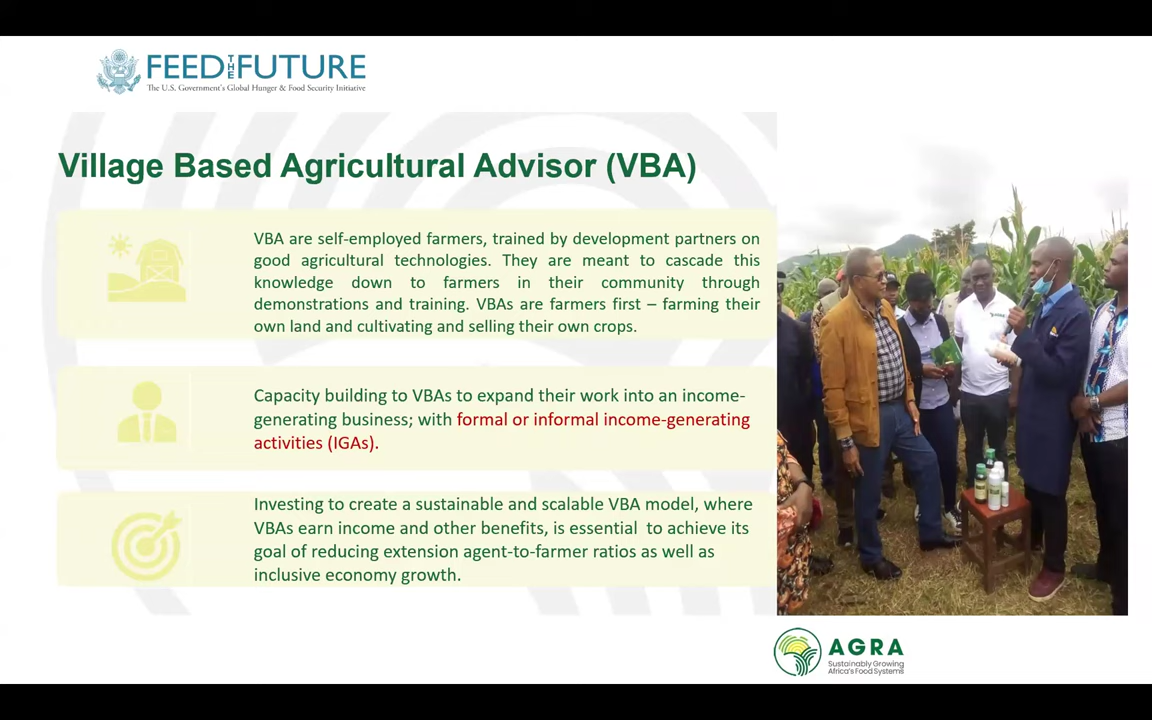 FEED THE FUTURE
The U.S. Government's Global Hunger & Food Security Initiative
Village Based Agricultural Advisor (VBA)
VBA are self-employed farmers, trained by development partners on
good agricultural technologies. They are meant to cascade this
knowledge down to farmers in their community through
demonstrations and training. VBAs are farmers first – farming their
own land and cultivating and selling their own crops.
Capacity building to VBAs to expand their work into an income-
generating business; with formal or informal income-generating
activities (IGAs).
Investing to create a sustainable and scalable VBA model, where
VBAs earn income and other benefits, is essential to achieve its
goal of reducing extension agent-to-farmer ratios as well as
inclusive economy growth.
AGRA
Sustainably Growing
Africa's Food Systems